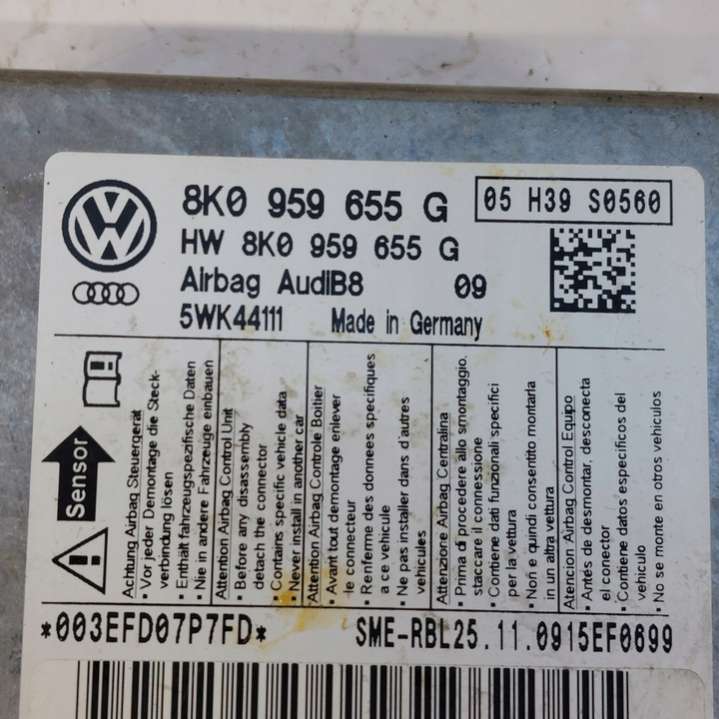 8K0 959 655 G
05 H39 S0560
HW 8K0 959 655 G
Airbag AudiB8 09
5WK44111 Made in Germany
Sensor
Achtung Airbag Steuergerät
• Vor jeder Demontage die Steck-
verbindung lösen
• Enthält fahrzeugspezifische Daten
• Nie in andere Fahrzeuge einbauen
Attention Airbag Control Unit
• Before any disassembly
detach the connector
• Contains specific vehicle data
• Never install in another car
Attention Airbag Controle Boitier
• Avant tout demontage enlever
le connecteur
• Renferme des donnees specifiques
a ce vehicule
• Ne pas installer dans d'autres
vehicules
Attenzione Airbag Centralina
• Prima di procedere allo smontaggio.
staccare il connessione
• Contiene dati funzionali specifici
per la vettura
• Non e quindi consentito montarla
in un altra vettura
Atencion Airbag Control Equipo
• Antes de desmontar, desconecta
el conector
• Contiene datos especificos del
vehiculo
• No se monte en otros vehiculos
*003EFD07P7FD* SME-RBL25.11.0915EF0699